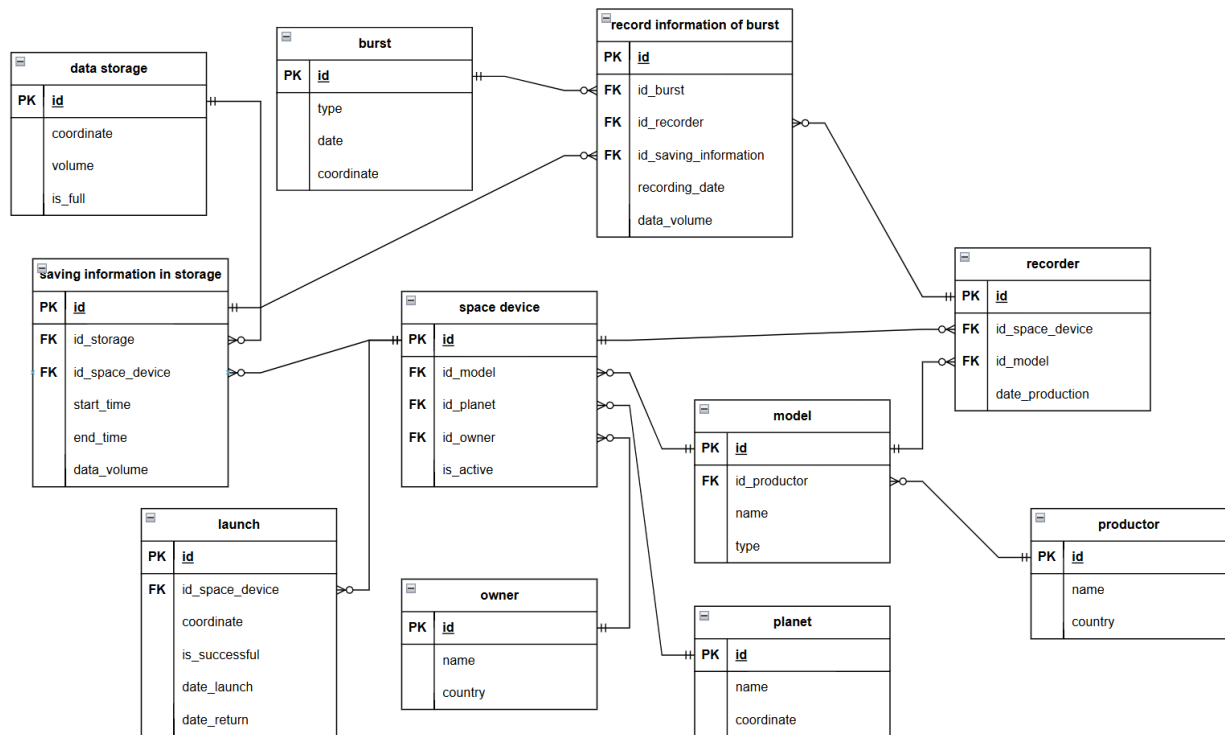 data storage
PK id
coordinate
volume
is_full
burst
PK id
type
date
coordinate
record information of burst
PK id
FK id_burst
FK id_recorder
FK id_saving_information
recording_date
data_volume
saving information in storage
PK id
FK id_storage
FK id_space_device
start_time
end_time
data_volume
space device
PK id
FK id_model
FK id_planet
FK id_owner
is_active
recorder
PK id
FK id_space_device
FK id_model
date_production
model
PK id
FK id_productor
name
type
launch
PK id
FK id_space_device
coordinate
is_successful
date_launch
date_return
owner
PK id
name
country
planet
PK id
name
coordinate
productor
PK id
name
country